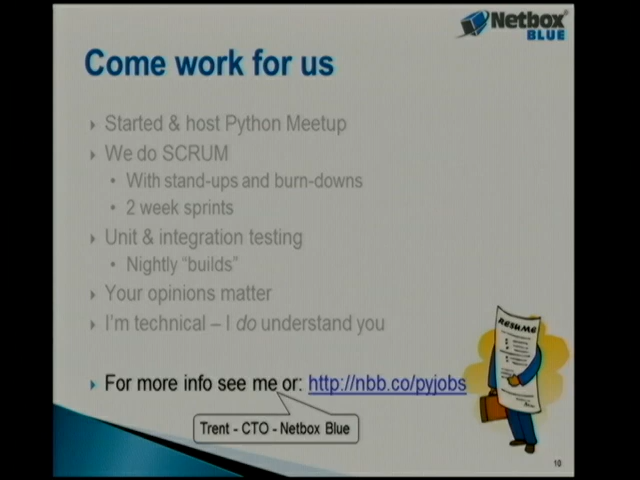 Netbox
BLUE
Come work for us
Started & host Python Meetup
We do SCRUM
With stand-ups and burn-downs
2 week sprints
Unit & integration testing
Nightly “builds”
Your opinions matter
I’m technical – I do understand you
RESUME
For more info see me or: http://nbb.co/pyjobs
Trent - CTO - Netbox Blue
10